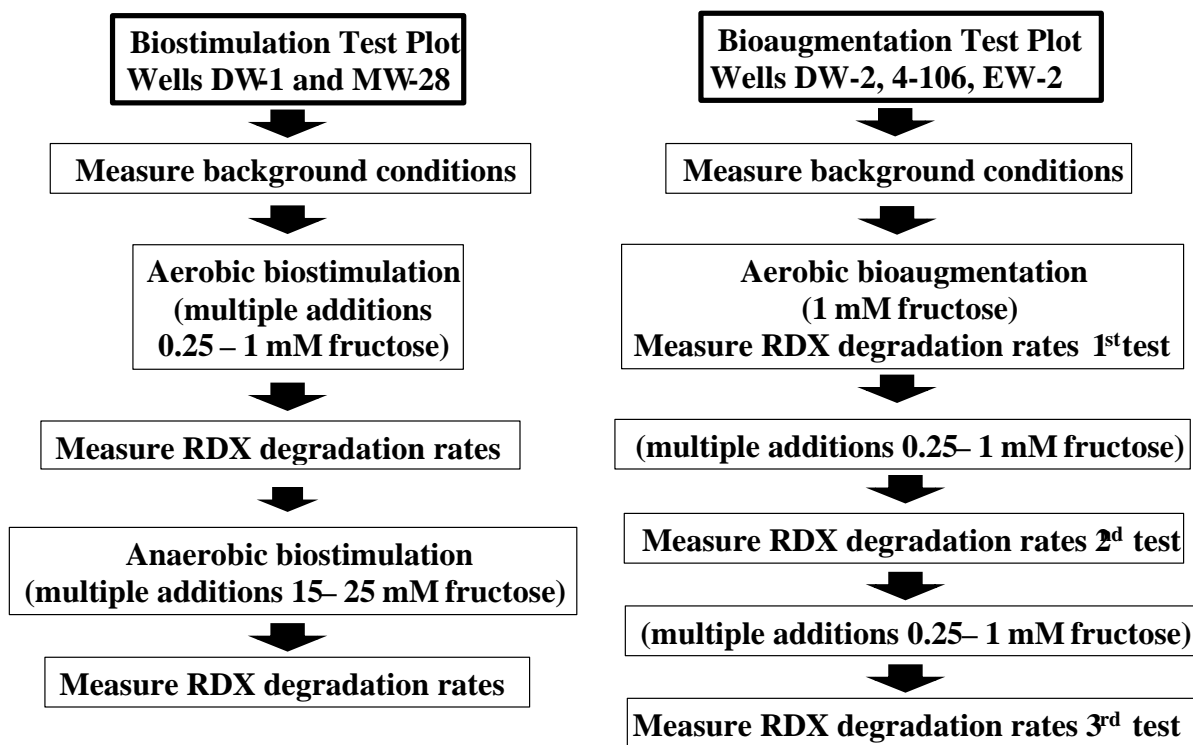 Biostimulation Test Plot
Wells DW-1 and MW-28
Measure background conditions
Aerobic biostimulation
(multiple additions
0.25 – 1 mM fructose)
Measure RDX degradation rates
Anaerobic biostimulation
(multiple additions 15– 25 mM fructose)
Measure RDX degradation rates
Bioaugmentation Test Plot
Wells DW-2, 4-106, EW-2
Measure background conditions
Aerobic bioaugmentation
(1 mM fructose)
Measure RDX degradation rates 1st test
(multiple additions 0.25– 1 mM fructose)
Measure RDX degradation rates 2nd test
(multiple additions 0.25– 1 mM fructose)
Measure RDX degradation rates 3rd test